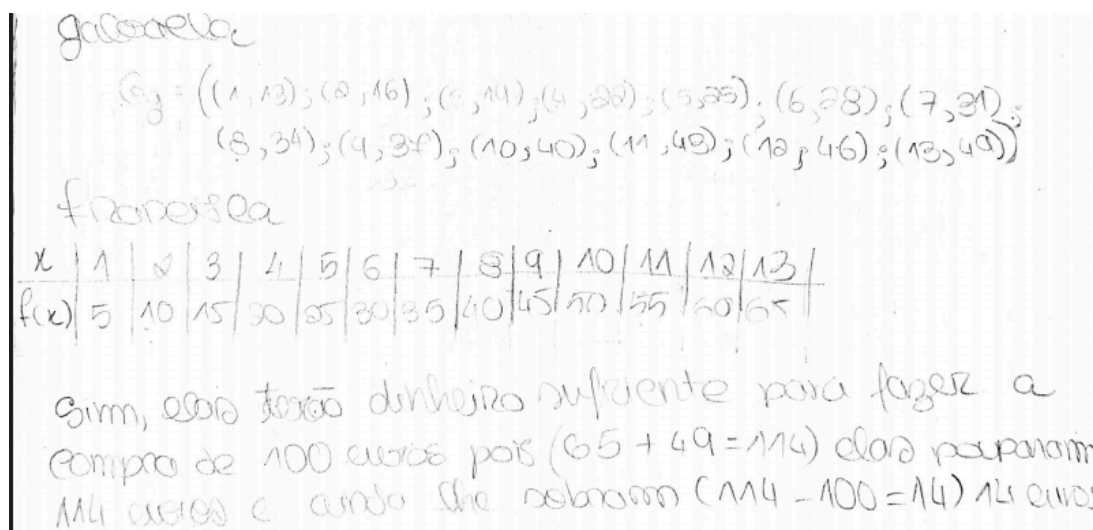 gabriela
Gg = ((1,13);(2,16);(3,19);(4,22);(5,25);(6,28);(7,31);
(8,34);(9,37);(10,40);(11,43);(12,46);(13,49))
francisca
x | 1 | 2 | 3 | 4 | 5 | 6 | 7 | 8 | 9 | 10 | 11 | 12 | 13 |
f(x) | 5 | 10 | 15 | 20 | 25 | 30 | 35 | 40 | 45 | 50 | 55 | 60 | 65 |
Sim, elas terão dinheiro suficiente para fazer a
compra de 100 euros pois (65 + 49 = 114) elas pouparam
114 euros e ainda lhe sobraram (114 - 100 = 14) 14 euros